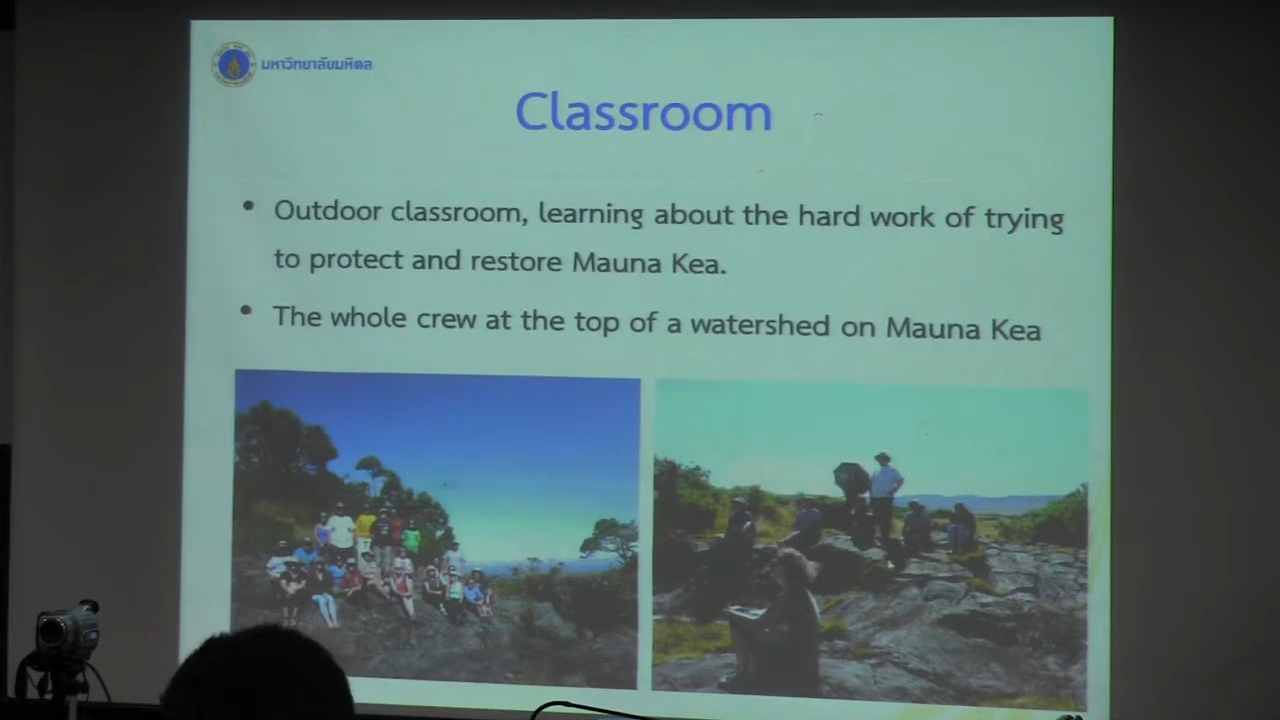 มหาวิทยาลัยมหิดล
Classroom
• Outdoor classroom, learning about the hard work of trying
to protect and restore Mauna Kea.
• The whole crew at the top of a watershed on Mauna Kea